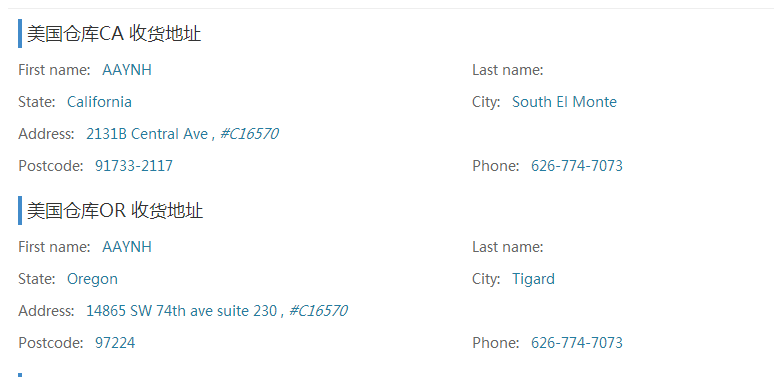 美国仓库CA 收货地址
First name: AAYNH Last name:
State: California City: South El Monte
Address: 2131B Central Ave , #C16570
Postcode: 91733-2117 Phone: 626-774-7073
美国仓库OR 收货地址
First name: AAYNH Last name:
State: Oregon City: Tigard
Address: 14865 SW 74th ave suite 230 , #C16570
Postcode: 97224 Phone: 626-774-7073